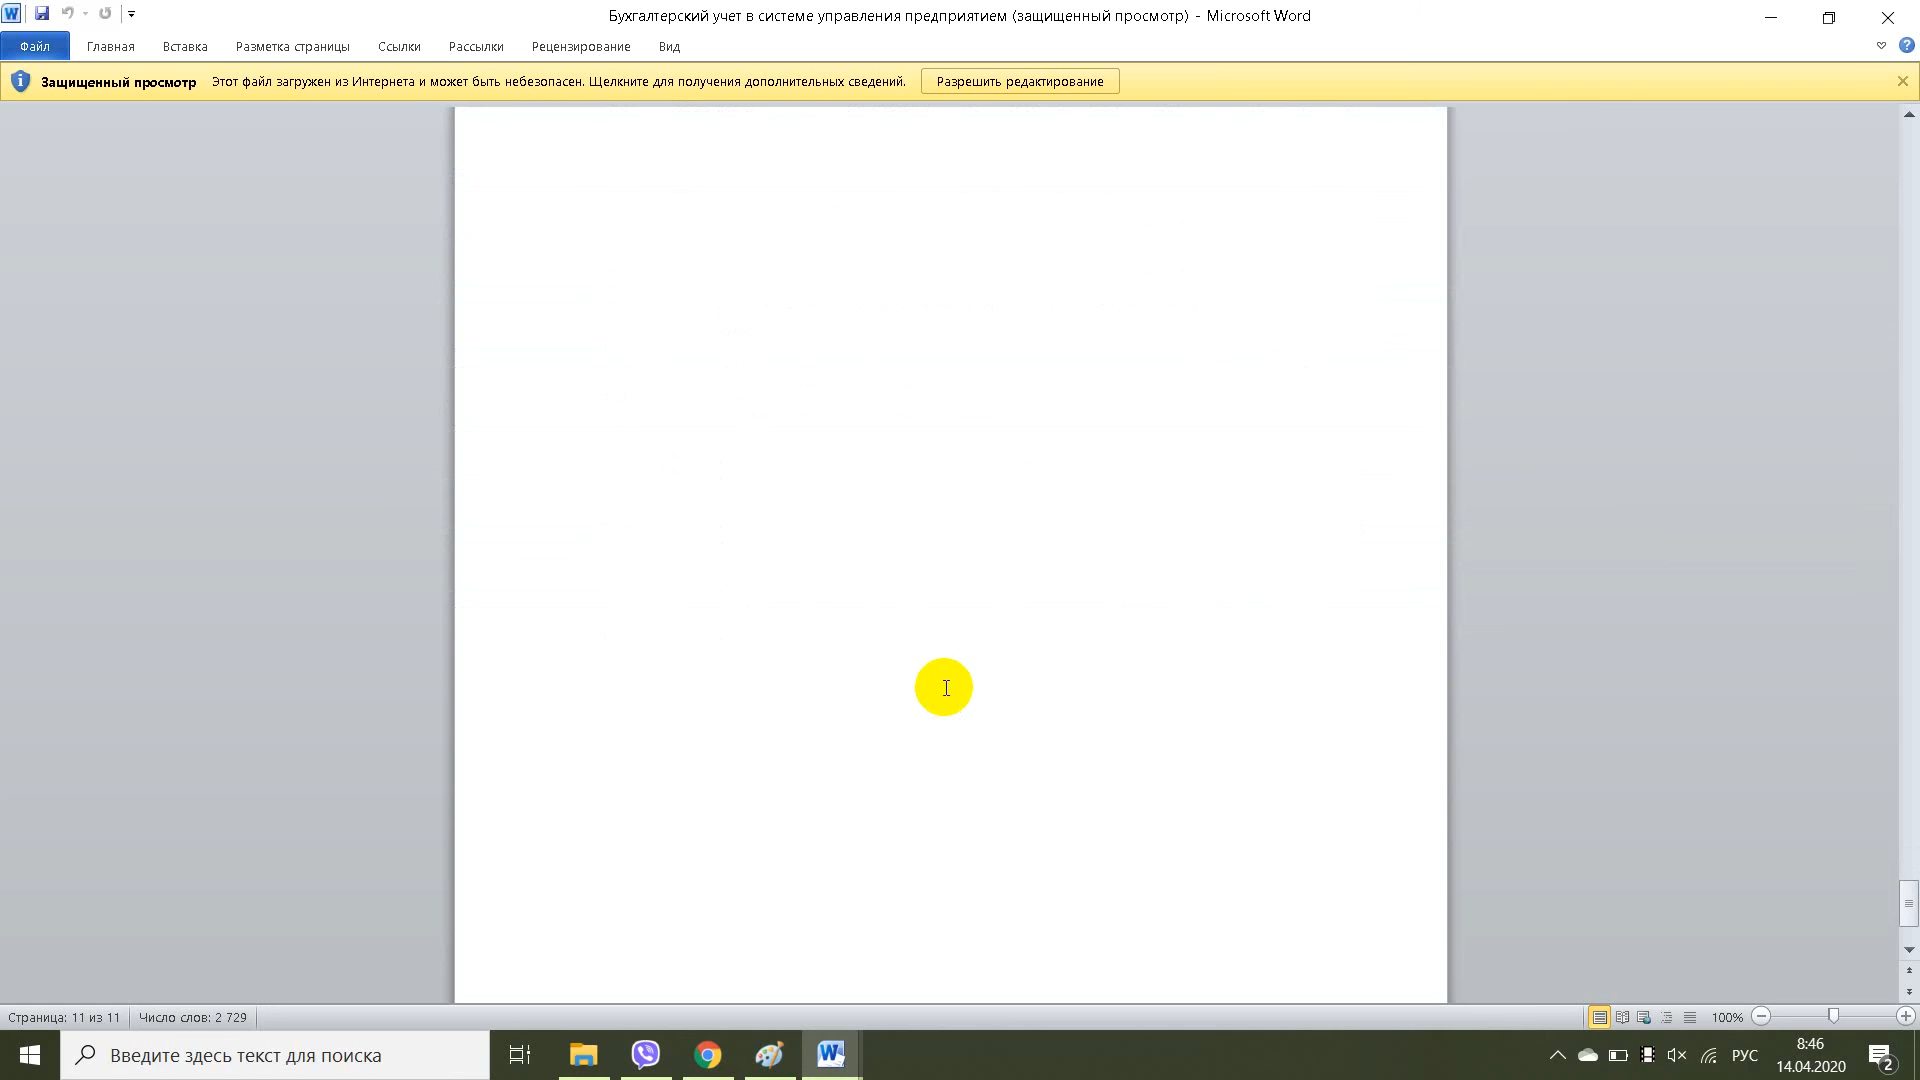 Бухгалтерский учет в системе управления предприятием (защищенный просмотр) - Microsoft Word
Файл Главная Вставка Разметка страницы Ссылки Рассылки Рецензирование Вид
Защищенный просмотр Этот файл загружен из Интернета и может быть небезопасен. Щелкните для получения дополнительных сведений. Разрешить редактирование
Страница: 11 из 11 Число слов: 2 729 100%
Введите здесь текст для поиска
РУС
8:46
14.04.2020
2